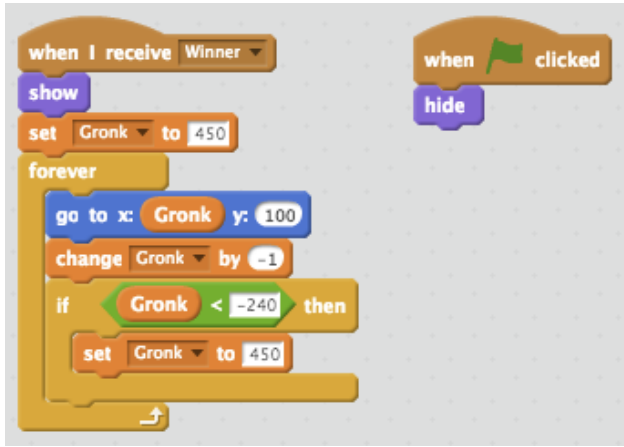 when I receive Winner
show
set Gronk to 450
forever
go to x: Gronk y: 100
change Gronk by -1
if Gronk < -240 then
set Gronk to 450
when clicked
hide